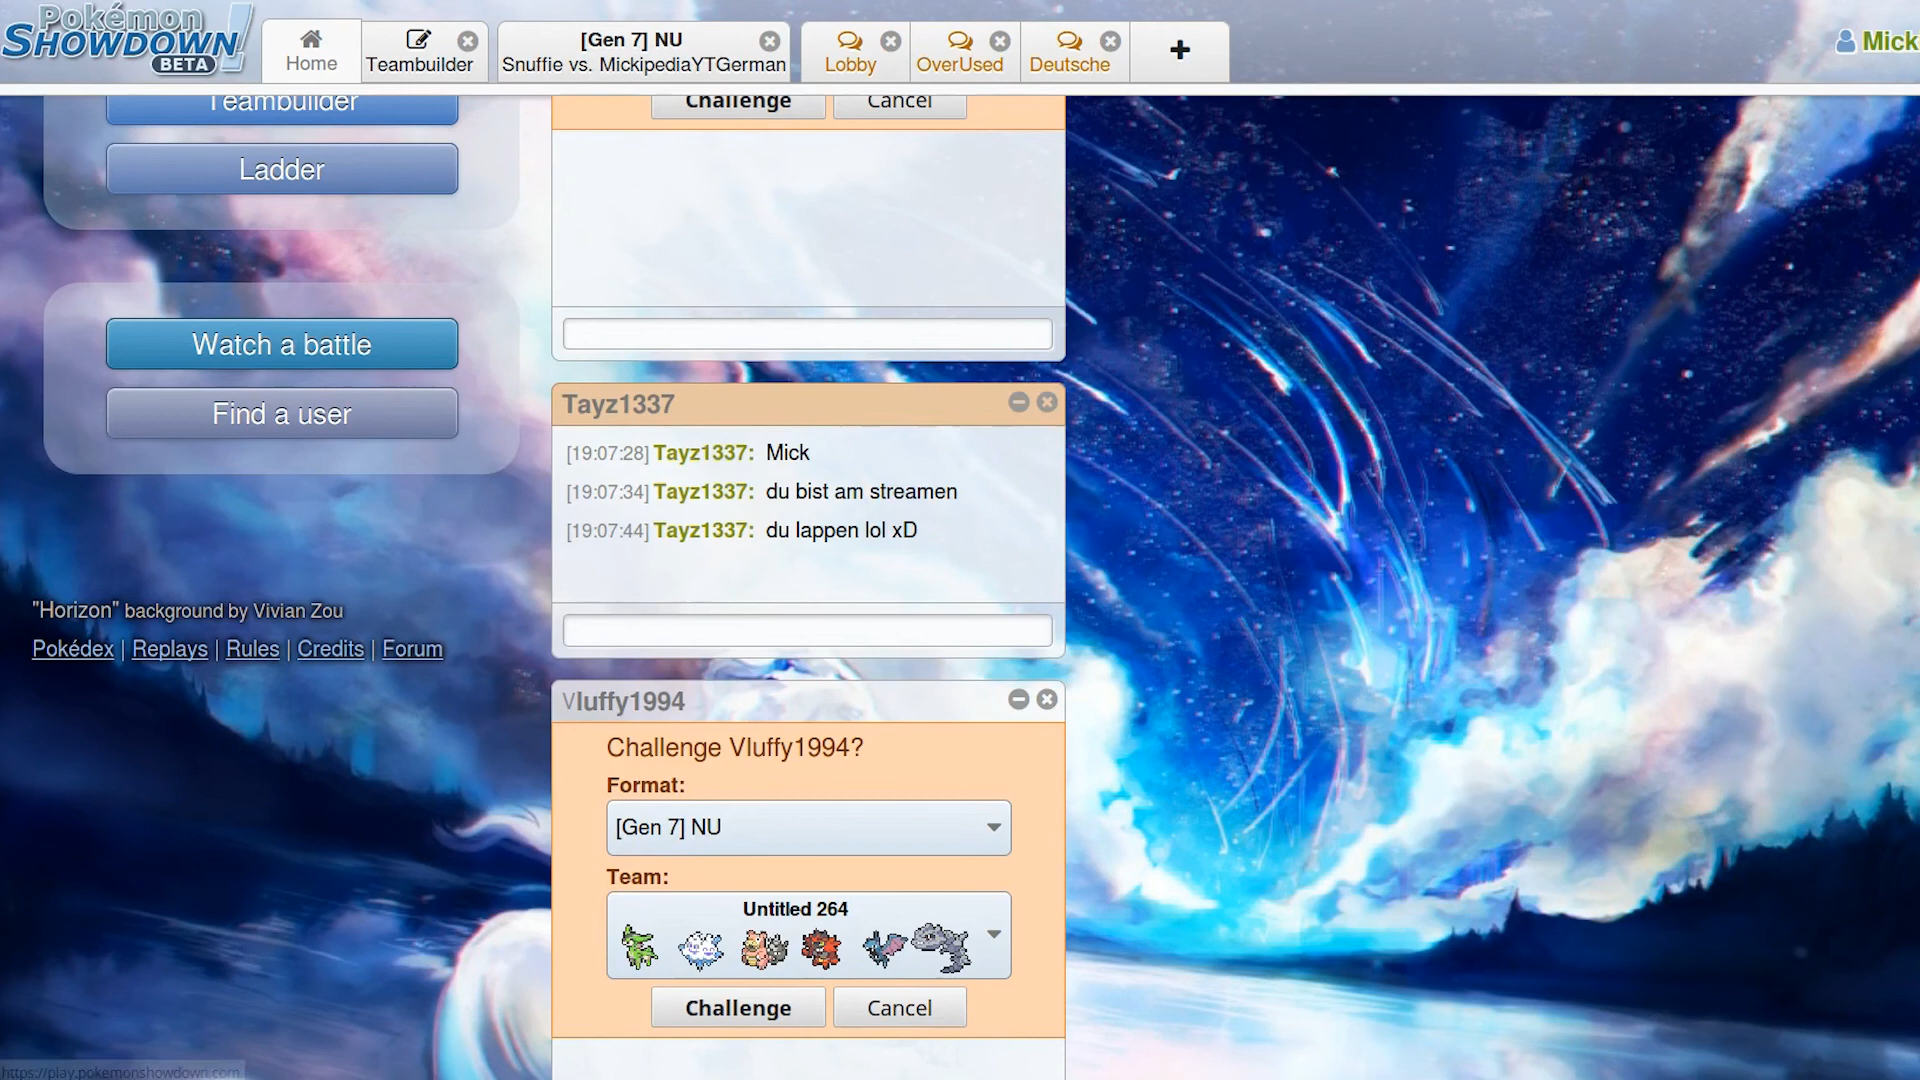 Pokémon
SHOWDOWN!
BETA
Home
Teambuilder
[Gen 7] NU
Snuffie vs. MickipediaYTGerman
Lobby
OverUsed
Deutsche
+
Mick
Teambuilder
Ladder
Watch a battle
Find a user
"Horizon" background by Vivian Zou
Pokédex | Replays | Rules | Credits | Forum
Challenge
Cancel
Tayz1337
[19:07:28] Tayz1337: Mick
[19:07:34] Tayz1337: du bist am streamen
[19:07:44] Tayz1337: du lappen lol xD
Vluffy1994
Challenge Vluffy1994?
Format:
[Gen 7] NU
Team:
Untitled 264
Challenge
Cancel
https://play.pokemonshowdown.com